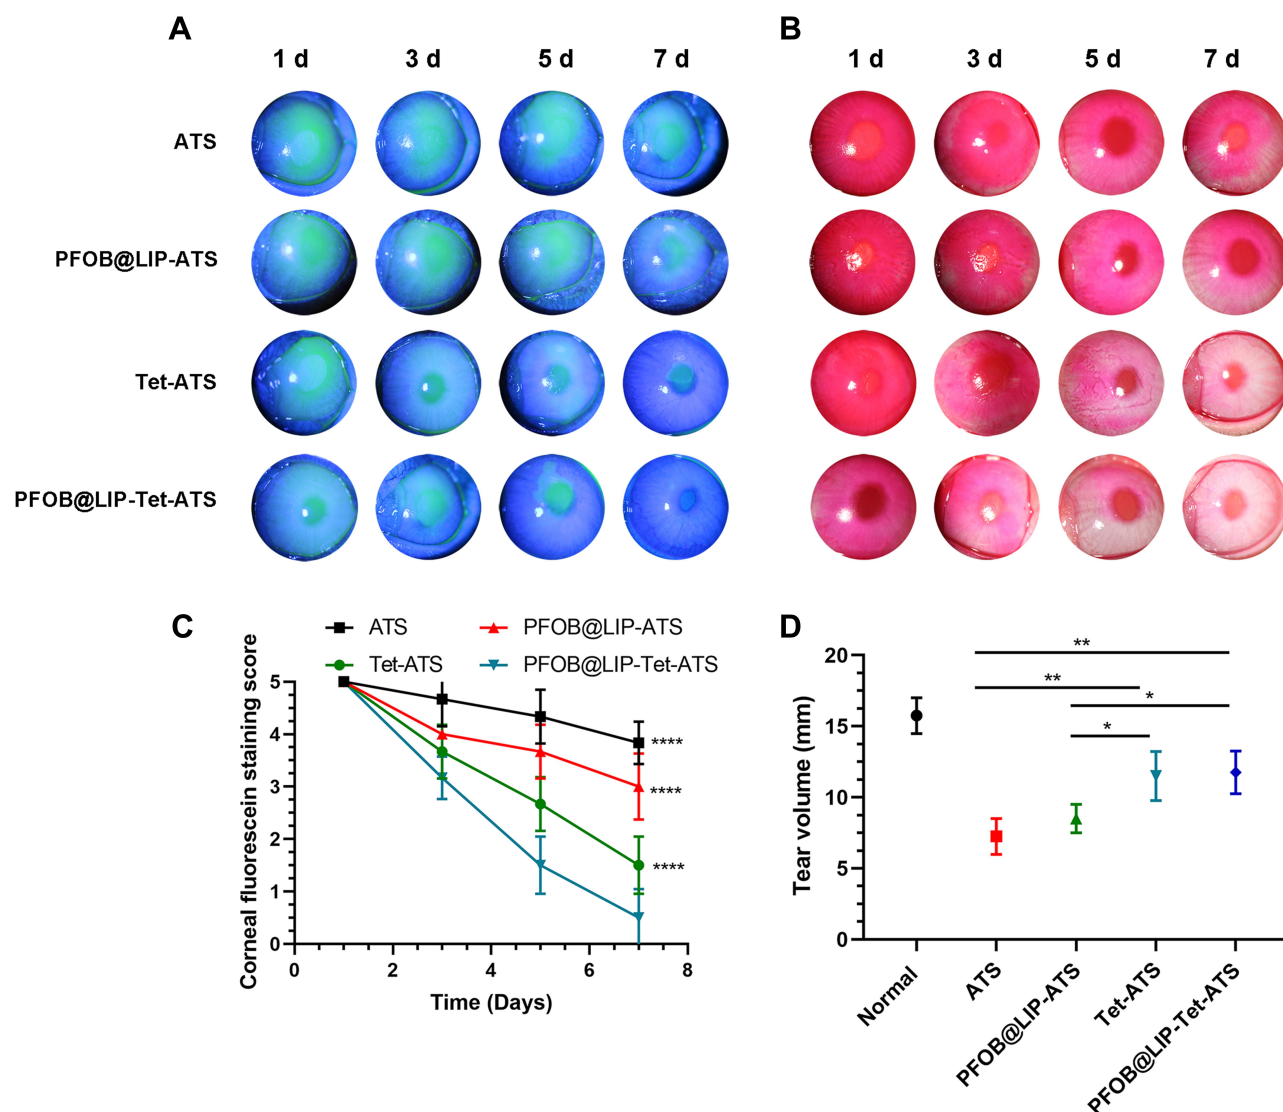 A
1 d 3 d 5 d 7 d
ATS
PFOB@LIP-ATS
Tet-ATS
PFOB@LIP-Tet-ATS
B
1 d 3 d 5 d 7 d
C
ATS PFOB@LIP-ATS
Tet-ATS PFOB@LIP-Tet-ATS
Corneal fluorescein staining score
5
4
3
2
1
0
0 2 4 6 8
Time (Days)
****
****
****
D
Tear volume (mm)
20
15
10
5
0
**
**
*
*
Normal
ATS
PFOB@LIP-ATS
Tet-ATS
PFOB@LIP-Tet-ATS